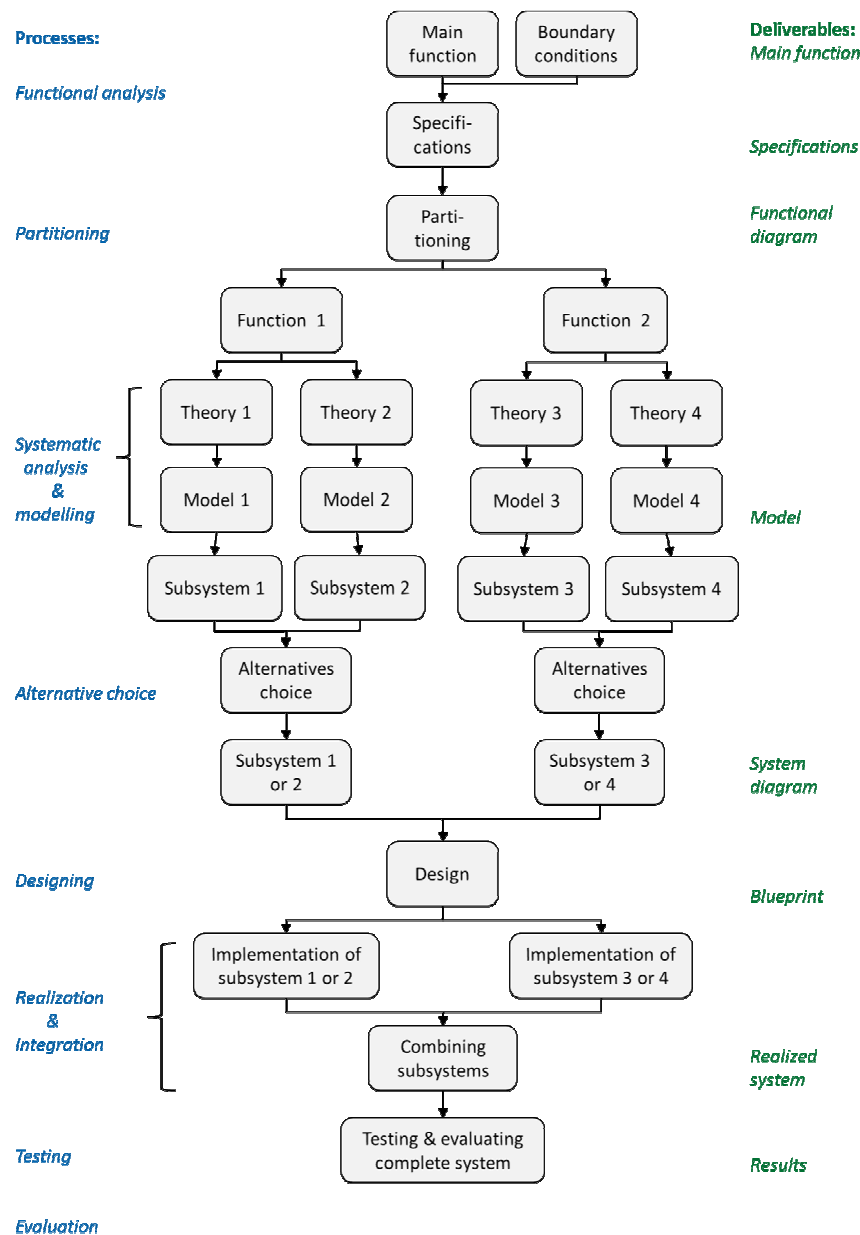 Processes:
Main
function
Boundary
conditions
Deliverables:
Main function
Functional analysis
Specifi-
cations
Specifications
Partitioning
Parti-
tioning
Functional
diagram
Function 1
Function 2
Theory 1
Theory 2
Theory 3
Theory 4
Systematic
analysis
&
modelling
Model 1
Model 2
Model 3
Model 4
Model
Subsystem 1
Subsystem 2
Subsystem 3
Subsystem 4
Alternative choice
Alternatives
choice
Alternatives
choice
Subsystem 1
or 2
Subsystem 3
or 4
System
diagram
Designing
Design
Blueprint
Implementation of
subsystem 1 or 2
Implementation of
subsystem 3 or 4
Realization
&
Integration
Combining
subsystems
Realized
system
Testing
Testing & evaluating
complete system
Results
Evaluation